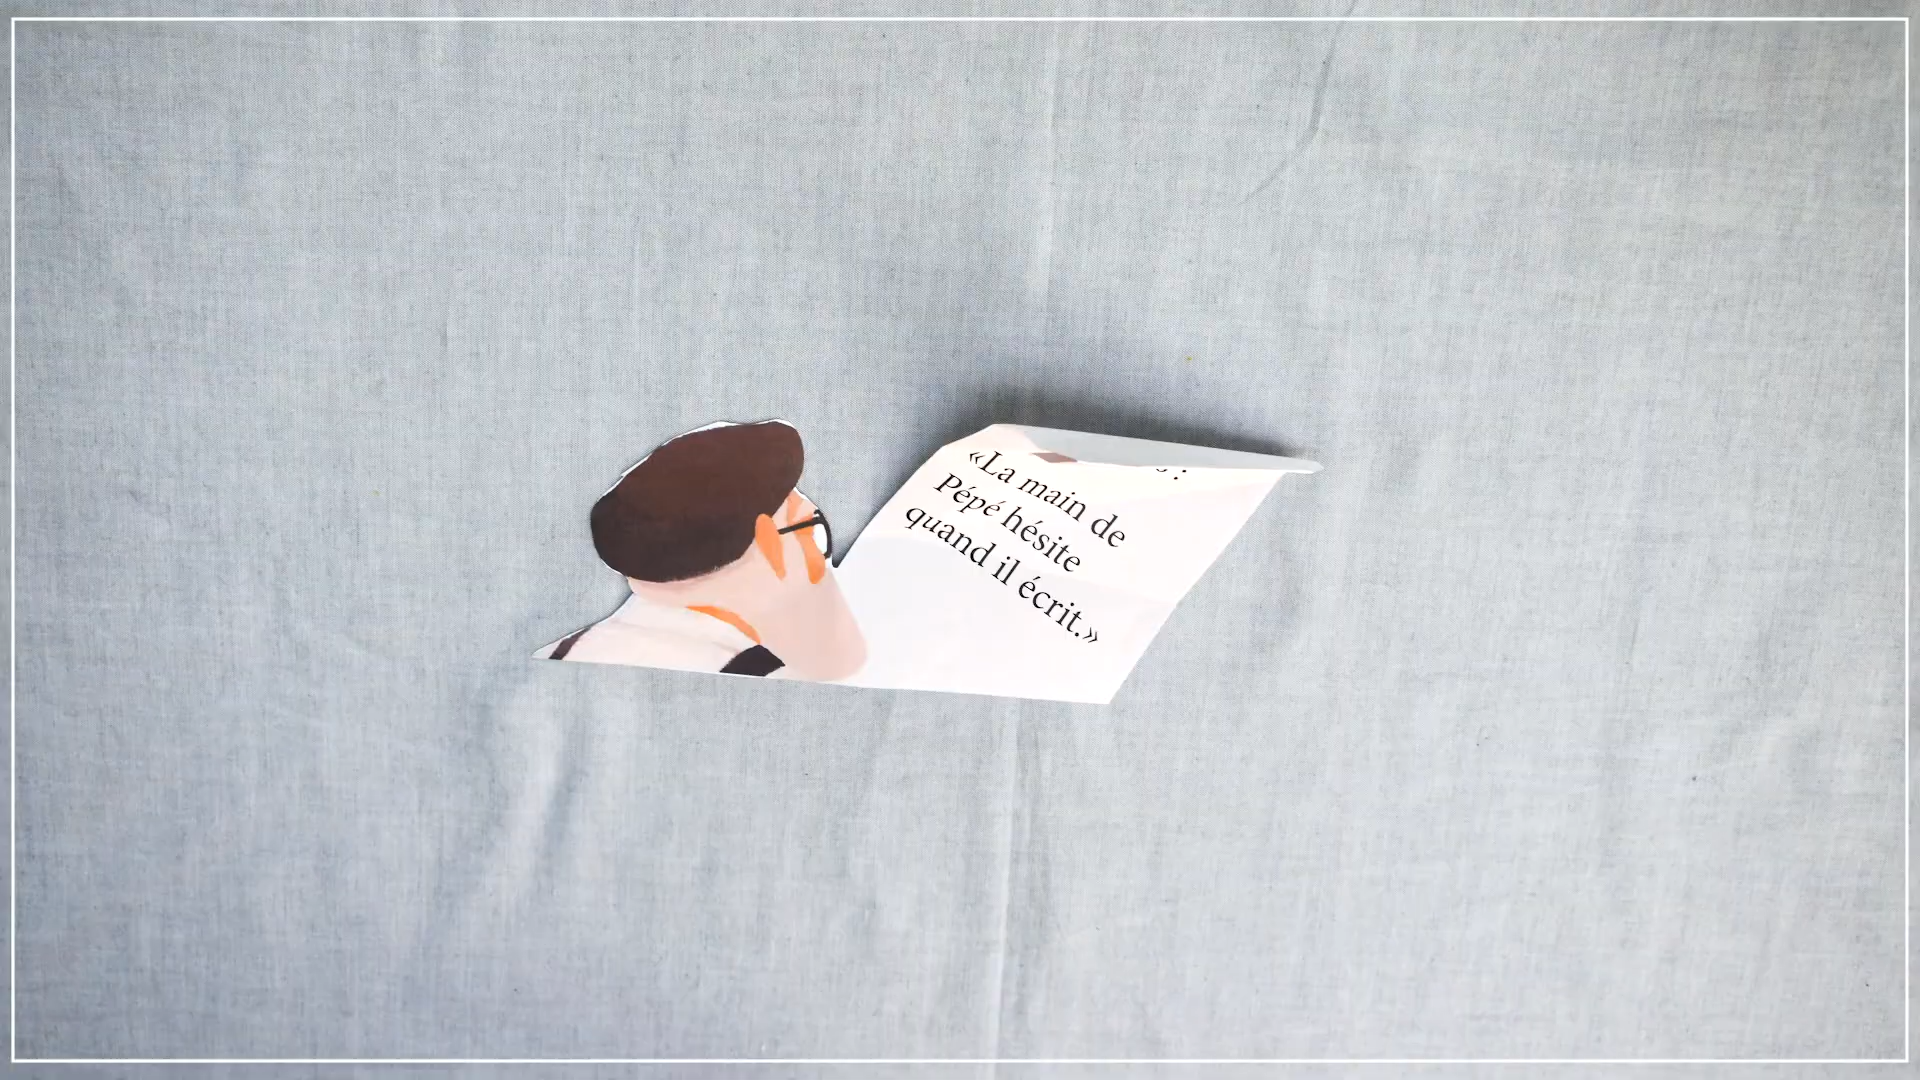 «La main de
Pépé hésite
quand il écrit.»